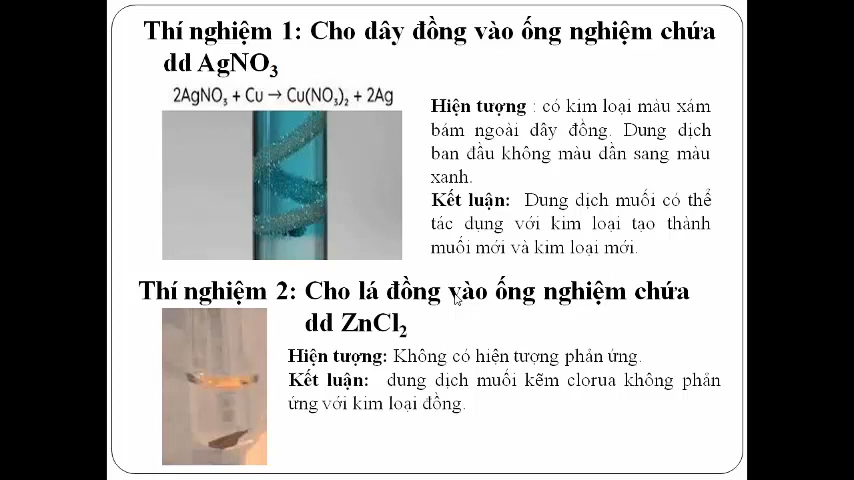 Thí nghiệm 1: Cho dây đồng vào ống nghiệm chứa
dd AgNO₃
2AgNO₃ + Cu → Cu(NO₃)₂ + 2Ag
Hiện tượng : có kim loại màu xám
bám ngoài dây đồng. Dung dịch
ban đầu không màu dần sang màu
xanh.
Kết luận: Dung dịch muối có thể
tác dụng với kim loại tạo thành
muối mới và kim loại mới.
Thí nghiệm 2: Cho lá đồng vào ống nghiệm chứa
dd ZnCl₂
Hiện tượng: Không có hiện tượng phản ứng.
Kết luận: dung dịch muối kẽm clorua không phản
ứng với kim loại đồng.